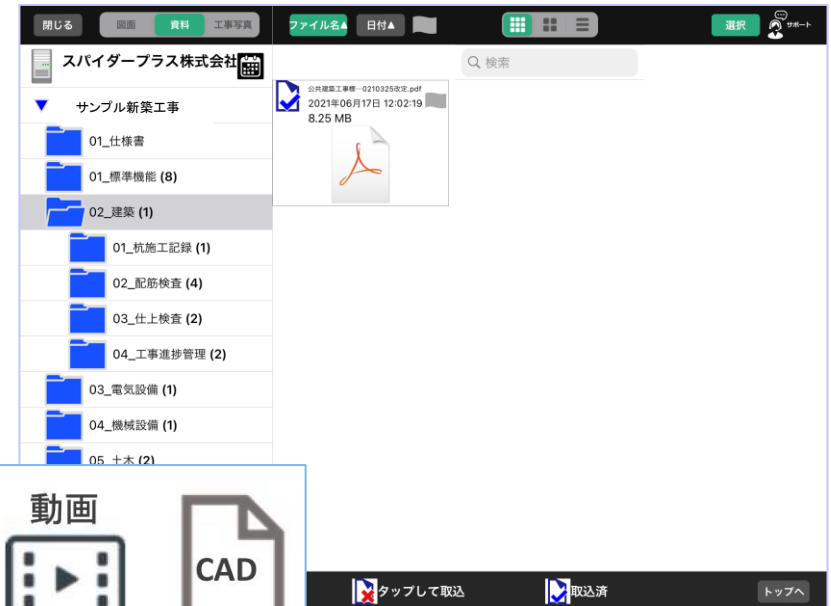 閉じる 図面 資料 工事写真 ファイル名▲ 日付▲ 選択 サポート
スパイダープラス株式会社
検索
サンプル新築工事
公共建築工事標…0210325改定.pdf
2021年06月17日 12:02:19
8.25 MB
01_仕様書
01_標準機能 (8)
02_建築 (1)
01_杭施工記録 (1)
02_配筋検査 (4)
03_仕上検査 (2)
04_工事進捗管理 (2)
03_電気設備 (1)
04_機械設備 (1)
05_土木 (2)
動画
CAD
タップして取込 取込済 トップへ